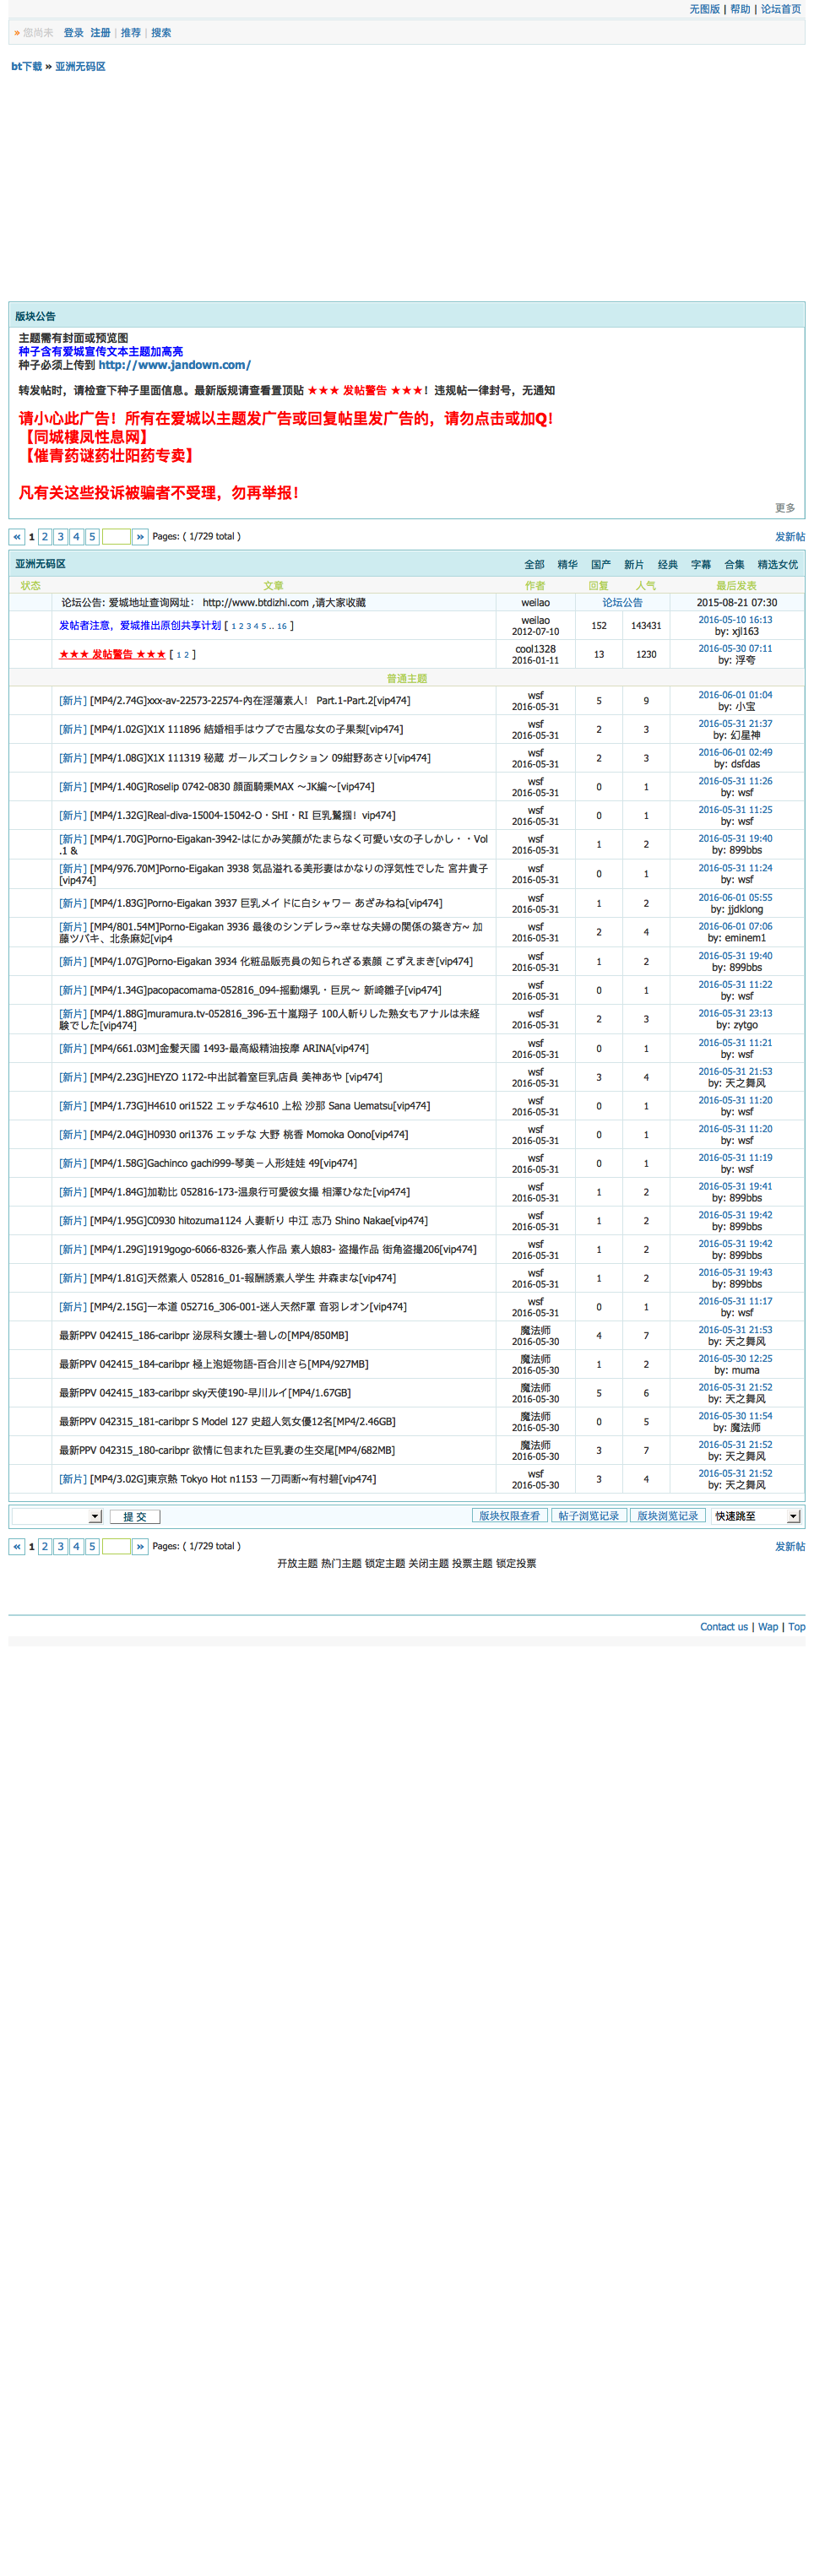 无图版 | 帮助 | 论坛首页
» 您尚未 登录 注册 | 推荐 | 搜索
bt下载 » 亚洲无码区
版块公告
主题需有封面或预览图
种子含有爱城宣传文本主题加高亮
种子必须上传到 http://www.jandown.com/
转发帖时，请检查下种子里面信息。最新版规请查看置顶贴 ★★★ 发帖警告 ★★★！违规帖一律封号，无通知
请小心此广告！所有在爱城以主题发广告或回复帖里发广告的，请勿点击或加Q!
【同城樓凤性息网】
【催青药谜药壮阳药专卖】
凡有关这些投诉被骗者不受理，勿再举报！
更多
« 1 2 3 4 5 » Pages: ( 1/729 total ) 发新帖
亚洲无码区 全部 精华 国产 新片 经典 字幕 合集 精选女优
状态 文章 作者 回复 人气 最后发表
论坛公告: 爱城地址查询网址： http://www.btdizhi.com ,请大家收藏 weilao 论坛公告 2015-08-21 07:30
发帖者注意，爱城推出原创共享计划 [ 1 2 3 4 5 .. 16 ] weilao 2012-07-10 152 143431 2016-05-10 16:13 by: xjl163
★★★ 发帖警告 ★★★ [ 1 2 ] cool1328 2016-01-11 13 1230 2016-05-30 07:11 by: 浮夸
普通主题
[新片] [MP4/2.74G]xxx-av-22573-22574-內在淫蕩素人！ Part.1-Part.2[vip474] wsf 2016-05-31 5 9 2016-06-01 01:04 by: 小宝
[新片] [MP4/1.02G]X1X 111896 結婚相手はウブで古風な女の子果梨[vip474] wsf 2016-05-31 2 3 2016-05-31 21:37 by: 幻星神
[新片] [MP4/1.08G]X1X 111319 秘蔵 ガールズコレクション 09紺野あさり[vip474] wsf 2016-05-31 2 3 2016-06-01 02:49 by: dsfdas
[新片] [MP4/1.40G]Roselip 0742-0830 顔面騎乗MAX ～JK編～[vip474] wsf 2016-05-31 0 1 2016-05-31 11:26 by: wsf
[新片] [MP4/1.32G]Real-diva-15004-15042-O・SHI・RI 巨乳鷲掴！vip474] wsf 2016-05-31 0 1 2016-05-31 11:25 by: wsf
[新片] [MP4/1.70G]Porno-Eigakan-3942-はにかみ笑顔がたまらなく可愛い女の子しかし・・Vol
.1 & wsf 2016-05-31 1 2 2016-05-31 19:40 by: 899bbs
[新片] [MP4/976.70M]Porno-Eigakan 3938 気品溢れる美形妻はかなりの浮気性でした 宮井貴子
[vip474] wsf 2016-05-31 0 1 2016-05-31 11:24 by: wsf
[新片] [MP4/1.83G]Porno-Eigakan 3937 巨乳メイドに白シャワー あざみねね[vip474] wsf 2016-05-31 1 2 2016-06-01 05:55 by: jjdklong
[新片] [MP4/801.54M]Porno-Eigakan 3936 最後のシンデレラ~幸せな夫婦の関係の築き方~ 加
藤ツバキ、北条麻妃[vip4 wsf 2016-05-31 2 4 2016-06-01 07:06 by: eminem1
[新片] [MP4/1.07G]Porno-Eigakan 3934 化粧品販売員の知られざる素顔 こずえまき[vip474] wsf 2016-05-31 1 2 2016-05-31 19:40 by: 899bbs
[新片] [MP4/1.34G]pacopacomama-052816_094-揺動爆乳・巨尻～ 新崎雛子[vip474] wsf 2016-05-31 0 1 2016-05-31 11:22 by: wsf
[新片] [MP4/1.88G]muramura.tv-052816_396-五十嵐翔子 100人斬りした熟女もアナルは未経
験でした[vip474] wsf 2016-05-31 2 3 2016-05-31 23:13 by: zytgo
[新片] [MP4/661.03M]金髪天國 1493-最高級精油按摩 ARINA[vip474] wsf 2016-05-31 0 1 2016-05-31 11:21 by: wsf
[新片] [MP4/2.23G]HEYZO 1172-中出試着室巨乳店員 美神あや [vip474] wsf 2016-05-31 3 4 2016-05-31 21:53 by: 天之舞风
[新片] [MP4/1.73G]H4610 ori1522 エッチな4610 上松 沙那 Sana Uematsu[vip474] wsf 2016-05-31 0 1 2016-05-31 11:20 by: wsf
[新片] [MP4/2.04G]H0930 ori1376 エッチな 大野 桃香 Momoka Oono[vip474] wsf 2016-05-31 0 1 2016-05-31 11:20 by: wsf
[新片] [MP4/1.58G]Gachinco gachi999-琴美－人形娃娃 49[vip474] wsf 2016-05-31 0 1 2016-05-31 11:19 by: wsf
[新片] [MP4/1.84G]加勒比 052816-173-温泉行可愛彼女撮 相澤ひなた[vip474] wsf 2016-05-31 1 2 2016-05-31 19:41 by: 899bbs
[新片] [MP4/1.95G]C0930 hitozuma1124 人妻斬り 中江 志乃 Shino Nakae[vip474] wsf 2016-05-31 1 2 2016-05-31 19:42 by: 899bbs
[新片] [MP4/1.29G]1919gogo-6066-8326-素人作品 素人娘83- 盗撮作品 街角盗撮206[vip474] wsf 2016-05-31 1 2 2016-05-31 19:42 by: 899bbs
[新片] [MP4/1.81G]天然素人 052816_01-報酬誘素人学生 井森まな[vip474] wsf 2016-05-31 1 2 2016-05-31 19:43 by: 899bbs
[新片] [MP4/2.15G]一本道 052716_306-001-迷人天然F罩 音羽レオン[vip474] wsf 2016-05-31 0 1 2016-05-31 11:17 by: wsf
最新PPV 042415_186-caribpr 泌尿科女護士-碧しの[MP4/850MB] 魔法师 2016-05-30 4 7 2016-05-31 21:53 by: 天之舞风
最新PPV 042415_184-caribpr 極上泡姫物語-百合川さら[MP4/927MB] 魔法师 2016-05-30 1 2 2016-05-30 12:25 by: muma
最新PPV 042415_183-caribpr sky天使190-早川ルイ[MP4/1.67GB] 魔法师 2016-05-30 5 6 2016-05-31 21:52 by: 天之舞风
最新PPV 042315_181-caribpr S Model 127 史超人気女優12名[MP4/2.46GB] 魔法师 2016-05-30 0 5 2016-05-30 11:54 by: 魔法师
最新PPV 042315_180-caribpr 欲情に包まれた巨乳妻の生交尾[MP4/682MB] 魔法师 2016-05-30 3 7 2016-05-31 21:52 by: 天之舞风
[新片] [MP4/3.02G]東京熱 Tokyo Hot n1153 一刀両断~有村碧[vip474] wsf 2016-05-30 3 4 2016-05-31 21:52 by: 天之舞风
提 交 版块权限查看 帖子浏览记录 版块浏览记录 快速跳至
« 1 2 3 4 5 » Pages: ( 1/729 total ) 发新帖
开放主题 热门主题 锁定主题 关闭主题 投票主题 锁定投票
Contact us | Wap | Top